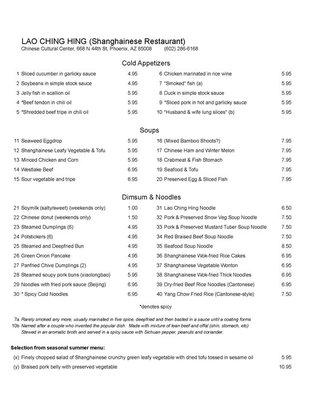 LAO CHING HING (Shanghainese Restaurant)
Chinese Cultural Center, 668 N 44th St, Phoenix, AZ 85008 (602) 286-6168
Cold Appetizers
1 Sliced cucumber in garlicky sauce 4.95
2 Soybeans in simple stock sauce 4.95
3 Jelly fish in scallion oil 5.95
4 *Beef tendon in chili oil 5.95
5 *Shredded beef tripe in chili oil 5.95
6 Chicken marinated in rice wine 5.95
7 *Smoked" fish (a) 5.95
8 Duck in simple stock sauce 5.95
9 *Sliced pork in hot and garlicky sauce 5.95
10 *Husband & wife lung slices" (b) 5.95
Soups
11 Seaweed Eggdrop 5.95
12 Shanghainese Leafy Vegetable & Tofu 5.95
13 Minced Chicken and Corn 5.95
14 Westlake Beef 6.95
15 Sour vegetable and tripe 6.95
16 (Mixed Bamboo Shoots?) 7.95
17 Chinese Ham and Winter Melon 7.95
18 Crabmeat & Fish Stomach 7.95
19 Seafood & Tofu 7.95
20 Preserved Egg & Sliced Fish 7.95
Dimsum & Noodles
21 Soymilk (salty/sweet) (weekends only) 1.00
22 Chinese donut (weekends only) 1.50
23 Steamed Dumplings (6) 4.95
24 Potstickers (6) 4.95
25 Steamed and Deepfried Bun 4.95
26 Green Onion Pancake 4.95
27 Panfried Chive Dumplings (2) 4.95
28 Steamed soupy pork buns (xiaolongbao) 5.95
29 Noodles with fried pork sauce (Beijing) 6.95
30 * Spicy Cold Noodles 6.95
31 Lao Ching Hing Noodle 6.50
32 Pork & Preserved Snow Veg Soup Noodle 7.50
33 Pork & Preserved Mustard Tuber Soup Noodle 7.50
34 Red Braised Beef Soup Noodle 7.50
35 Seafood Soup Noodle 8.50
36 Shanghainese Wok-fried Rice Cakes 6.95
37 Shanghainese Vegetable Wonton 6.95
38 Shanghainese Wok-fried Thick Noodles 6.95
39 Dry-fried Beef Rice Noodles (Cantonese) 6.95
40 Yang Chow Fried Rice (Cantonese-style) 7.50
*denotes spicy
7a Rarely smoked any more, usually marinated in five spice, deepfried and then basted in a sauce until a coating forms
10b Named after a couple who invented the popular dish. Made with mixture of lean beef and offal (shin, stomach, etc)
Stewed in an aromatic broth and served in a spicy sauce with Sichuan pepper, peanuts and coriander.
Selection from seasonal summer menu:
(x) Finely chopped salad of Shanghainese crunchy green leafy vegetable with dried tofu tossed in sesame oil 5.95
(y) Braised pork belly with preserved vegetable 10.95